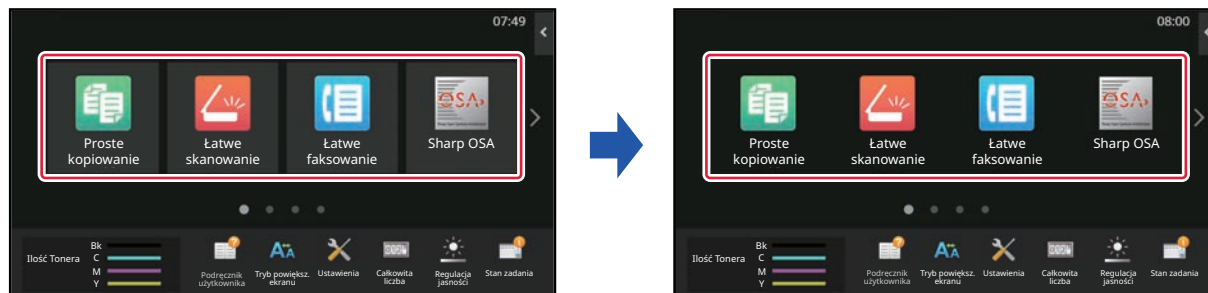 07:49
Proste
kopiowanie
Łatwe
skanowanie
Łatwe
faksowanie
OSA
Sharp OSA
Ilość Tonera
Bk
C
M
Y
Podręcznik
użytkownika
Tryb powiększ.
ekranu
Ustawienia
Całkowita
liczba
Regulacja
jasności
Stan zadania
08:00
Proste
kopiowanie
Łatwe
skanowanie
Łatwe
faksowanie
OSA
Sharp OSA
Ilość Tonera
Bk
C
M
Y
Podręcznik
użytkownika
Tryb powiększ.
ekranu
Ustawienia
Całkowita
liczba
Regulacja
jasności
Stan zadania